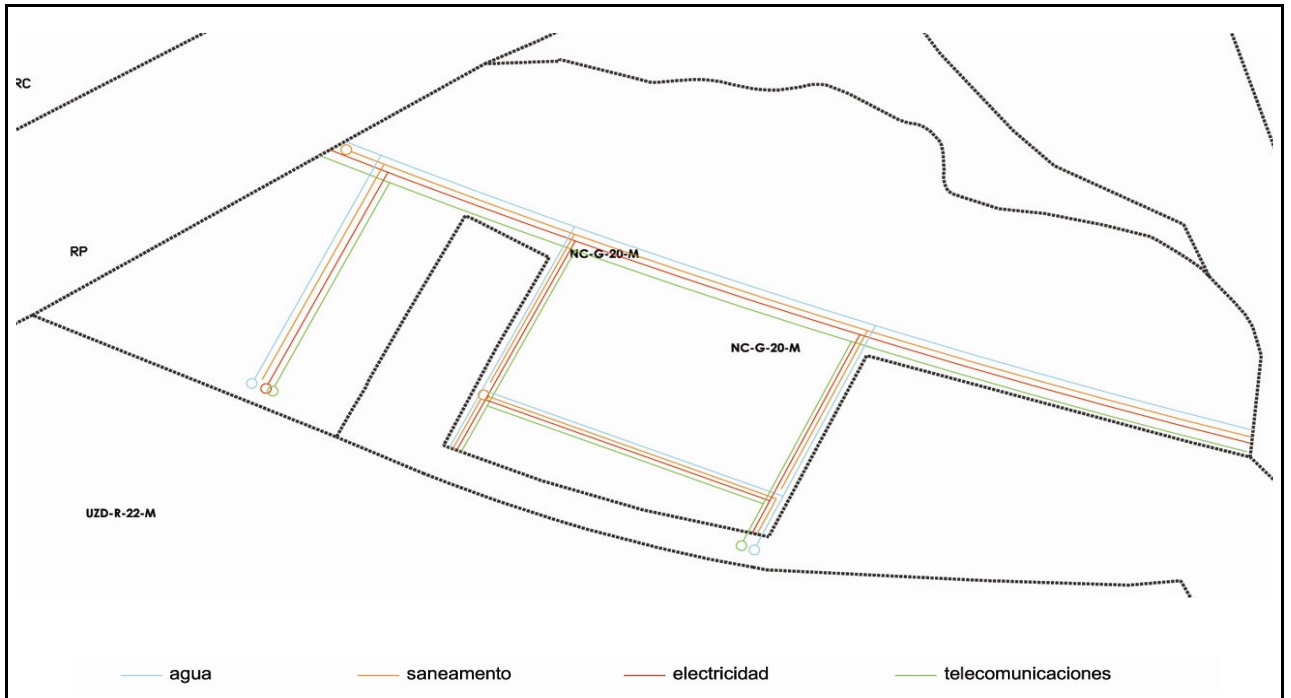 RC
RP
NC-G-20-M
NC-G-20-M
UZD-R-22-M
agua saneamento electricidad telecomunicaciones